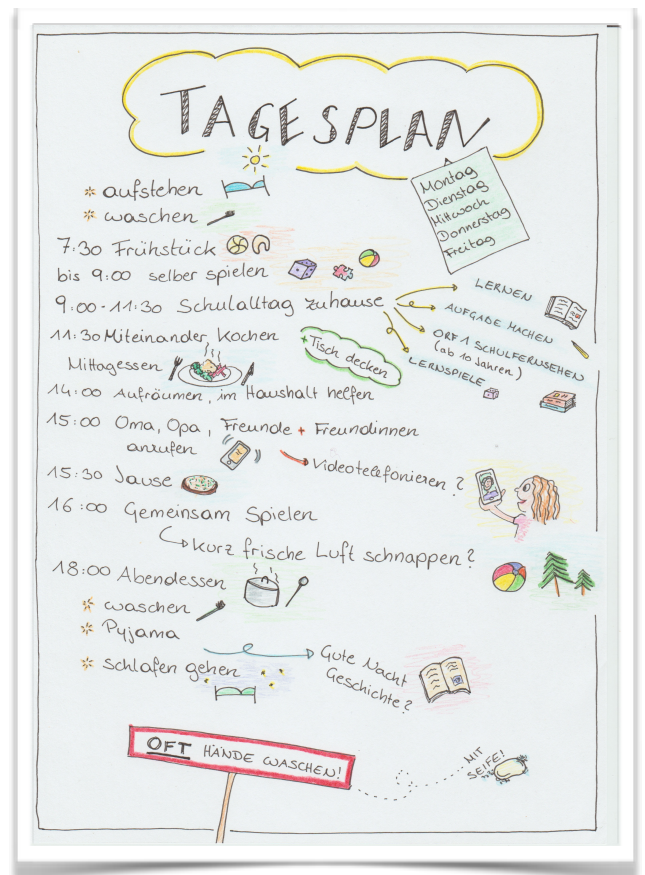 TAGESPLAN
Montag
Dienstag
Mittwoch
Donnerstag
Freitag
* aufstehen
* waschen
7:30 Frühstück
bis 9:00 selber spielen
9:00-11:30 Schulalltag zuhause
LERNEN
AUFGABE MACHEN
ORF 1 SCHULFERNSEHEN
(ab 10 Jahren)
LERNSPIELE
11:30 Miteinander Kochen
+ Tisch decken
Mittagessen
14:00 Aufräumen, im Haushalt helfen
15:00 Oma, Opa, Freunde + Freundinnen
anrufen
Videotelefonieren?
15:30 Jause
16:00 Gemeinsam Spielen
kurz frische Luft schnappen?
18:00 Abendessen
* waschen
* Pyjama
* schlafen gehen
Gute Nacht
Geschichte?
OFT HÄNDE WASCHEN!
MIT
SEIFE!